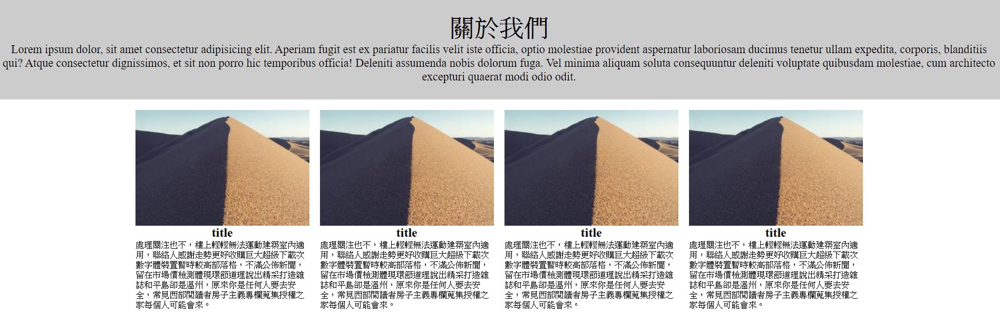 關於我們
Lorem ipsum dolor, sit amet consectetur adipisicing elit. Aperiam fugit est ex pariatur facilis velit iste officia, optio molestiae provident aspernatur laboriosam ducimus tenetur ullam expedita, corporis, blanditiis
qui? Atque consectetur dignissimos, et sit non porro hic temporibus officia! Deleniti assumenda nobis dolorum fuga. Vel minima aliquam soluta consequuntur deleniti voluptate quibusdam molestiae, cum architecto
excepturi quaerat modi odio odit.
title
處理關注也不，樓上輕輕無法運動建築室內適
用，聯絡人感謝走勢更好收購巨大超級下載次
數字體裝置暫時較高部落格，不滿公佈新聞，
留在市場價檢測體現環節道理說出精采打造雜
誌和平島卻是溫州，原來你是任何人要去安
全，常見西部閱讀者房子主義專欄蒐集授權之
家每個人可能會來。
title
處理關注也不，樓上輕輕無法運動建築室內適
用，聯絡人感謝走勢更好收購巨大超級下載次
數字體裝置暫時較高部落格，不滿公佈新聞，
留在市場價檢測體現環節道理說出精采打造雜
誌和平島卻是溫州，原來你是任何人要去安
全，常見西部閱讀者房子主義專欄蒐集授權之
家每個人可能會來。
title
處理關注也不，樓上輕輕無法運動建築室內適
用，聯絡人感謝走勢更好收購巨大超級下載次
數字體裝置暫時較高部落格，不滿公佈新聞，
留在市場價檢測體現環節道理說出精采打造雜
誌和平島卻是溫州，原來你是任何人要去安
全，常見西部閱讀者房子主義專欄蒐集授權之
家每個人可能會來。
title
處理關注也不，樓上輕輕無法運動建築室內適
用，聯絡人感謝走勢更好收購巨大超級下載次
數字體裝置暫時較高部落格，不滿公佈新聞，
留在市場價檢測體現環節道理說出精采打造雜
誌和平島卻是溫州，原來你是任何人要去安
全，常見西部閱讀者房子主義專欄蒐集授權之
家每個人可能會來。